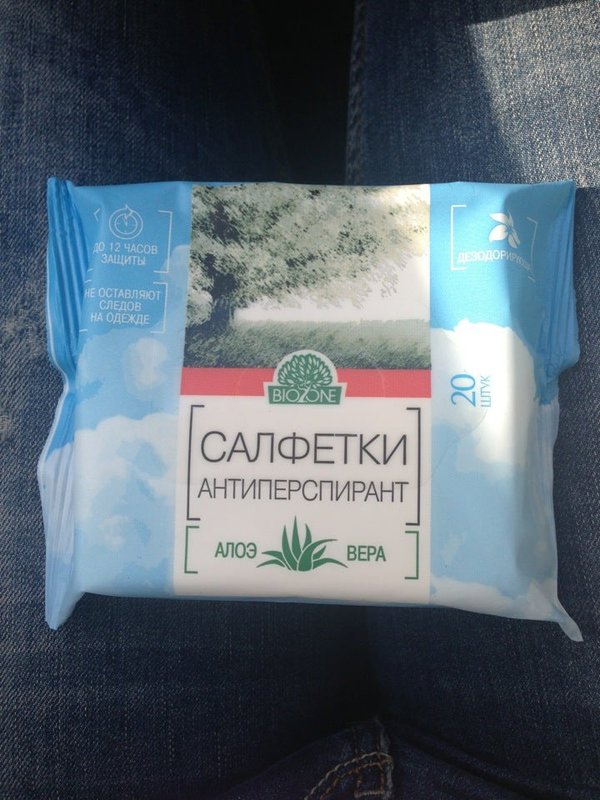 ДО 12 ЧАСОВ
ЗАЩИТЫ
НЕ ОСТАВЛЯЮТ
СЛЕДОВ
НА ОДЕЖДЕ
BIOZONE
САЛФЕТКИ
АНТИПЕРСПИРАНТ
АЛОЭ ВЕРА
20
ШТУК